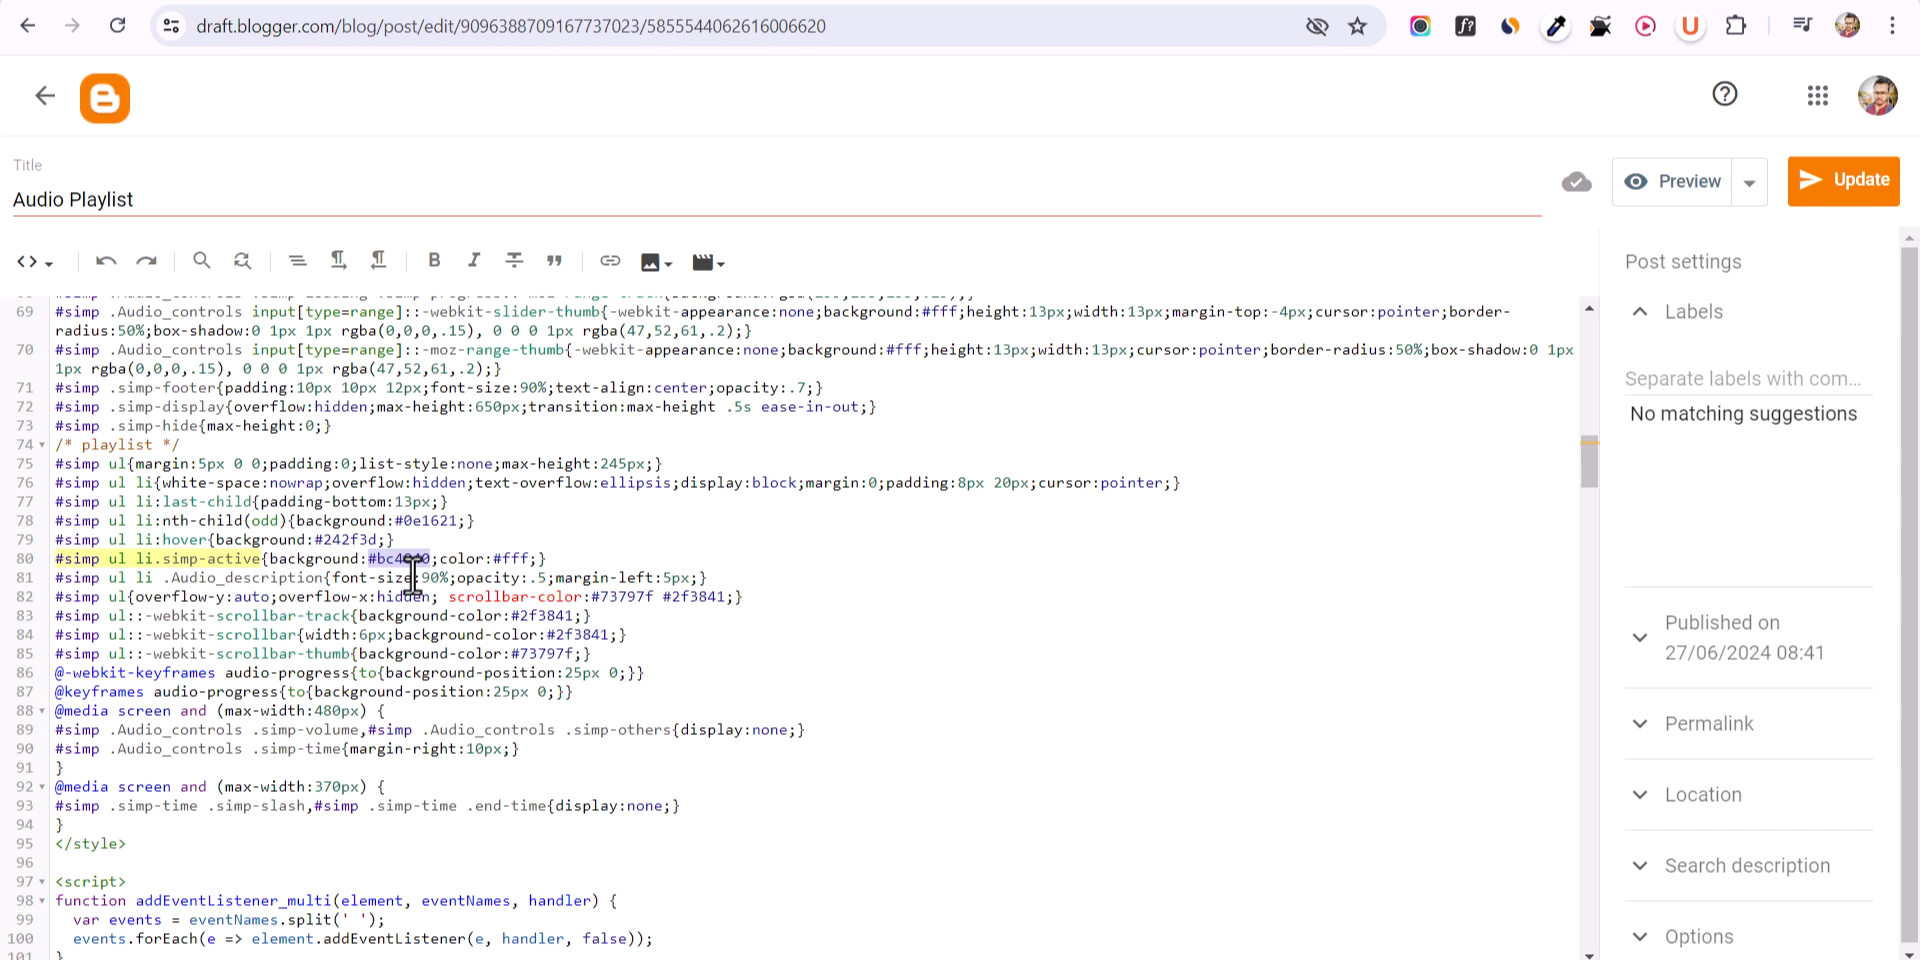 draft.blogger.com/blog/post/edit/9096388709167737023/5855544062616006620
Title
Audio Playlist
Preview
Update
69 #simp .Audio_controls input[type=range]::-webkit-slider-thumb{-webkit-appearance:none;background:#fff;height:13px;width:13px;margin-top:-4px;cursor:pointer;border-
radius:50%;box-shadow:0 1px 1px rgba(0,0,0,.15), 0 0 0 1px rgba(47,52,61,.2);}
70 #simp .Audio_controls input[type=range]::-moz-range-thumb{-webkit-appearance:none;background:#fff;height:13px;width:13px;cursor:pointer;border-radius:50%;box-shadow:0 1px
1px rgba(0,0,0,.15), 0 0 0 1px rgba(47,52,61,.2);}
71 #simp .simp-footer{padding:10px 10px 12px;font-size:90%;text-align:center;opacity:.7;}
72 #simp .simp-display{overflow:hidden;max-height:650px;transition:max-height .5s ease-in-out;}
73 #simp .simp-hide{max-height:0;}
74 /* playlist */
75 #simp ul{margin:5px 0 0;padding:0;list-style:none;max-height:245px;}
76 #simp ul li{white-space:nowrap;overflow:hidden;text-overflow:ellipsis;display:block;margin:0;padding:8px 20px;cursor:pointer;}
77 #simp ul li:last-child{padding-bottom:13px;}
78 #simp ul li:nth-child(odd){background:#0e1621;}
79 #simp ul li:hover{background:#242f3d;}
80 #simp ul li.simp-active{background: ;color:#fff;}
81 #simp ul li .Audio_description{font-size:90%;opacity:.5;margin-left:5px;}
82 #simp ul{overflow-y:auto;overflow-x:hidden; scrollbar-color:#73797f #2f3841;}
83 #simp ul::-webkit-scrollbar-track{background-color:#2f3841;}
84 #simp ul::-webkit-scrollbar{width:6px;background-color:#2f3841;}
85 #simp ul::-webkit-scrollbar-thumb{background-color:#73797f;}
86 @-webkit-keyframes audio-progress{to{background-position:25px 0;}}
87 @keyframes audio-progress{to{background-position:25px 0;}}
88 @media screen and (max-width:480px) {
89 #simp .Audio_controls .simp-volume,#simp .Audio_controls .simp-others{display:none;}
90 #simp .Audio_controls .simp-time{margin-right:10px;}
91 }
92 @media screen and (max-width:370px) {
93 #simp .simp-time .simp-slash,#simp .simp-time .end-time{display:none;}
94 }
95 </style>
96
97 <script>
98 function addEventListener_multi(element, eventNames, handler) {
99 var events = eventNames.split(' ');
100 events.forEach(e => element.addEventListener(e, handler, false));
101 }
Post settings
Labels
Separate labels with com...
No matching suggestions
Published on
27/06/2024 08:41
Permalink
Location
Search description
Options